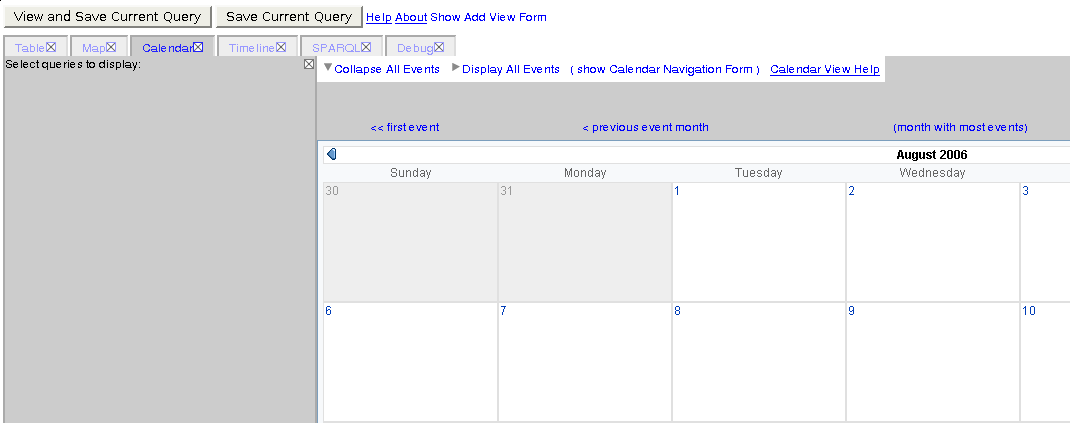 View and Save Current Query Save Current Query Help About Show Add View Form
Table Map Calendar Timeline SPARQL Debug
Select queries to display:
Collapse All Events Display All Events ( show Calendar Navigation Form ) Calendar View Help
<< first event < previous event month (month with most events)
August 2006
Sunday Monday Tuesday Wednesday
30 31 1 2 3
6 7 8 9 10